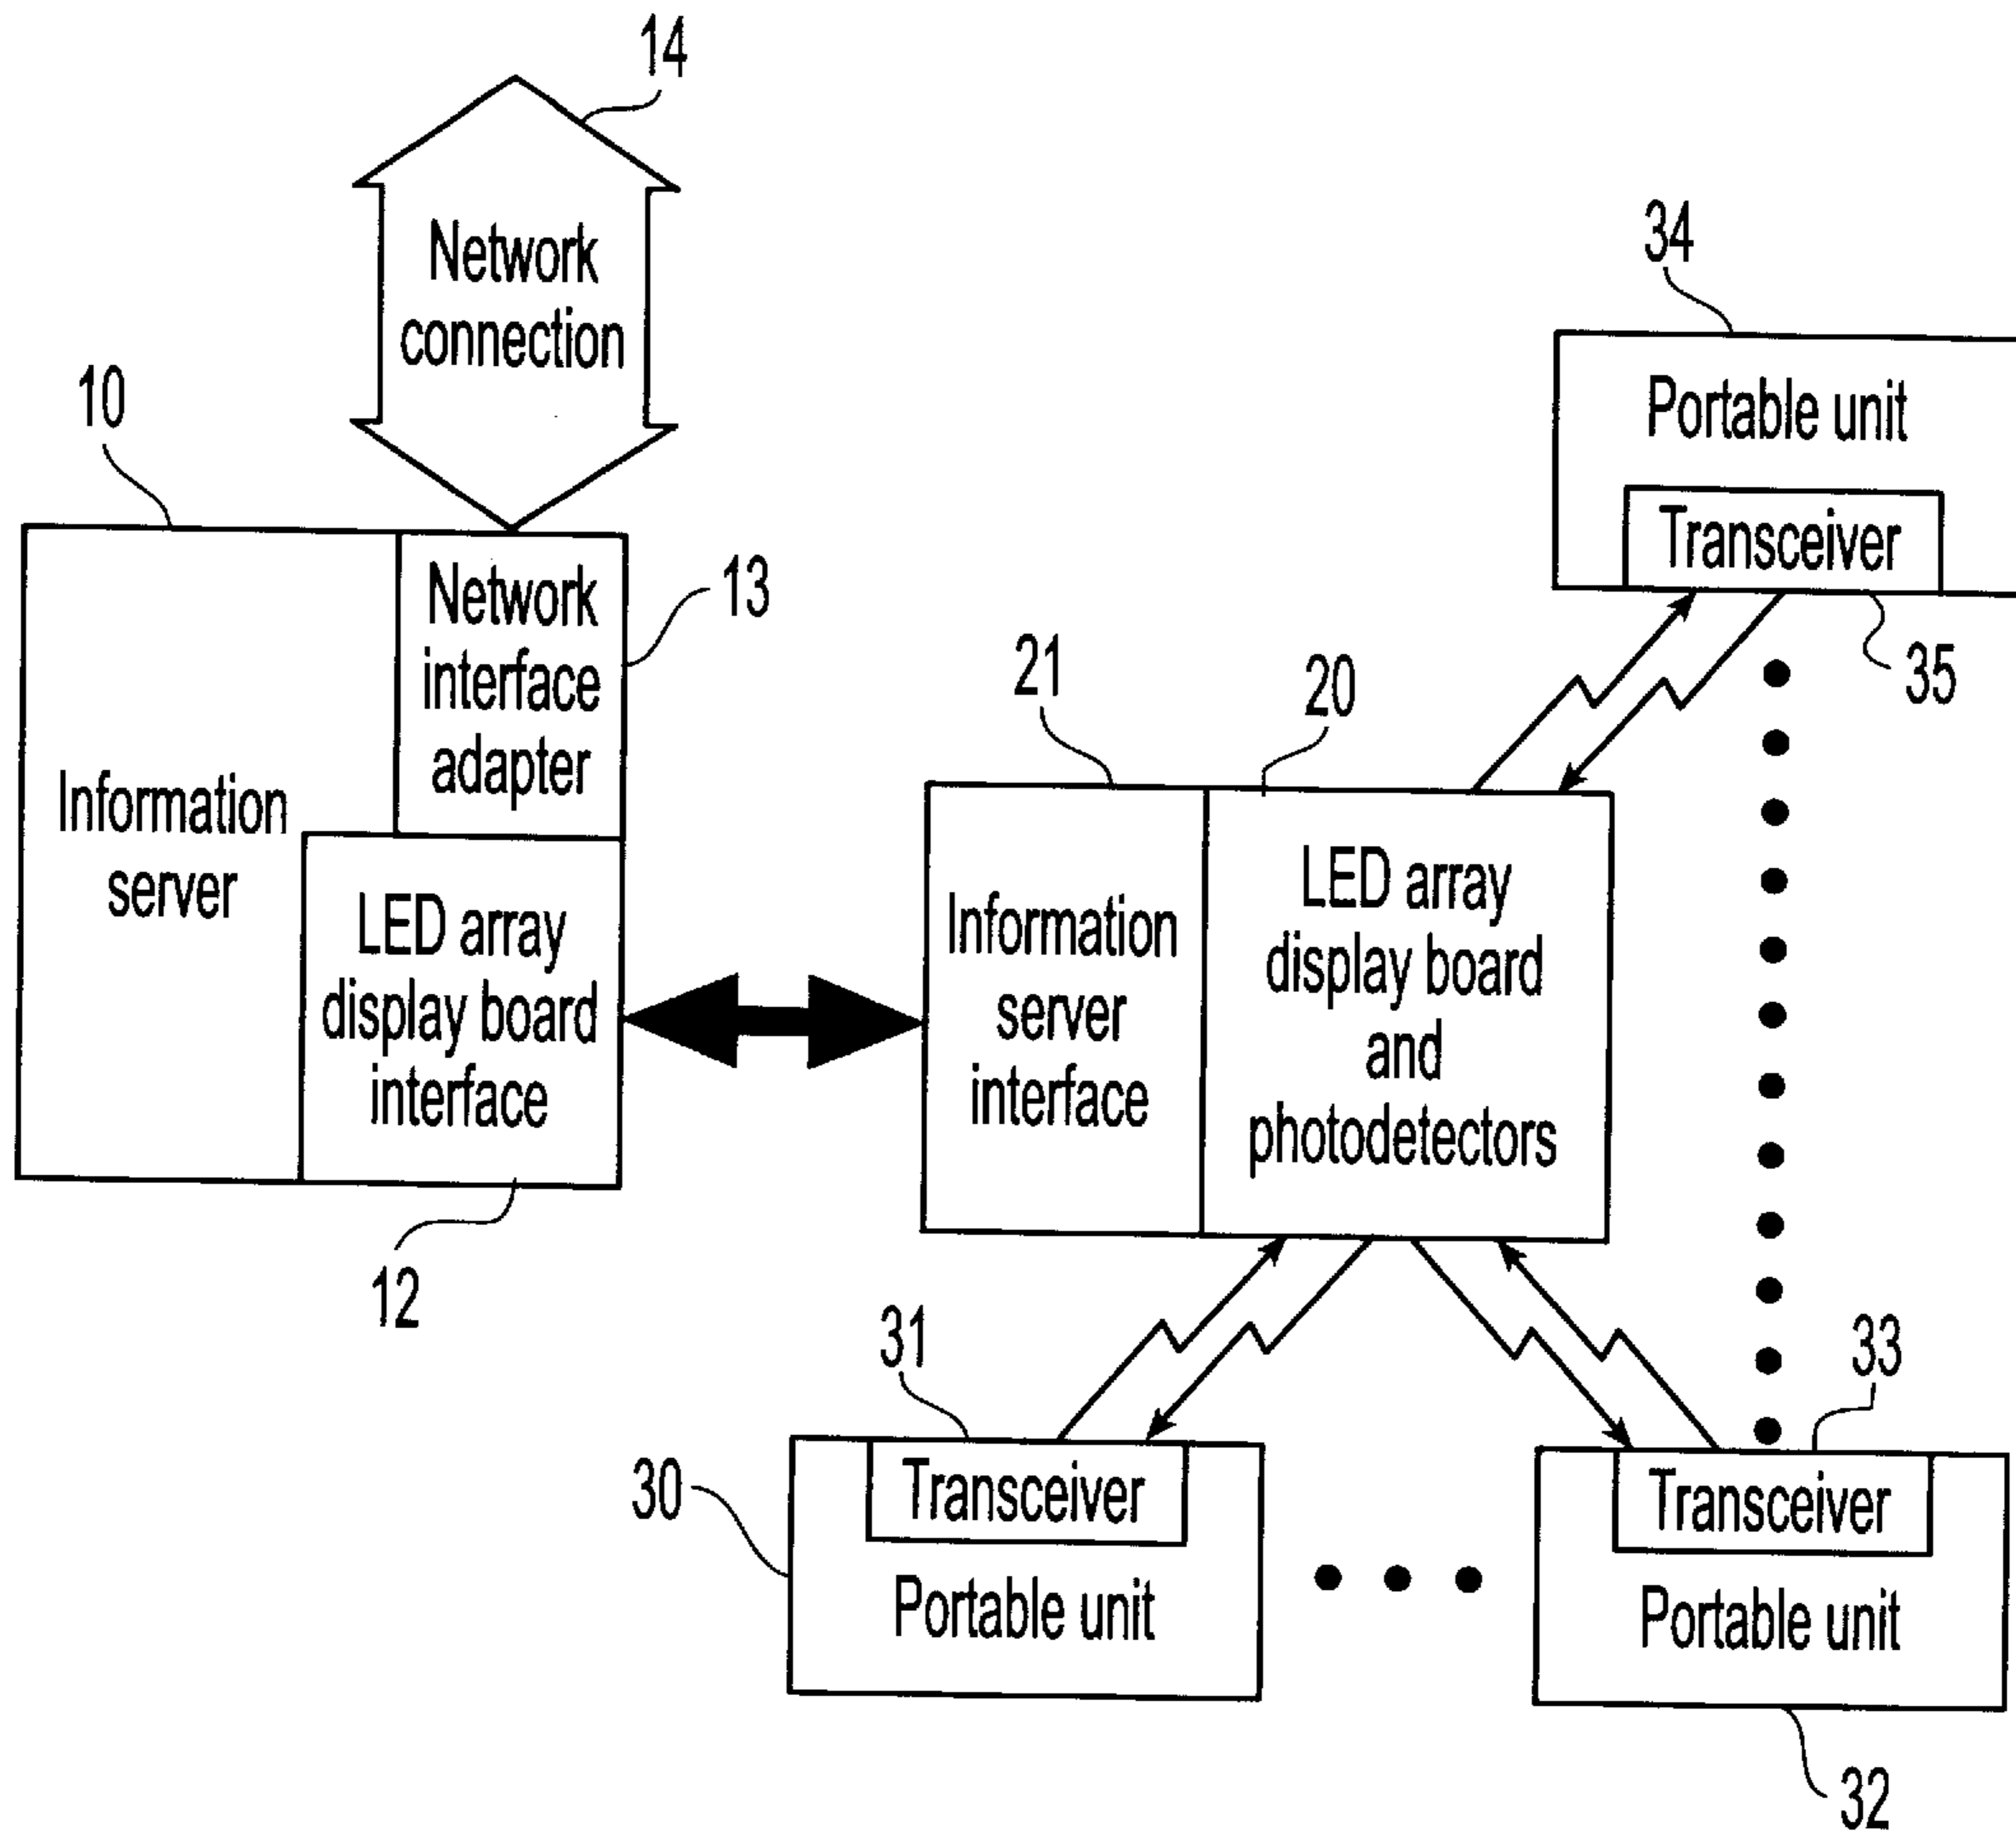 14
Network
connection
10
34
Portable unit
Transceiver
35
Network
interface
adapter
13
Information
server
LED array
display board
interface
12
21
20
Information
server
interface
LED array
display board
and
photodetectors
31
Transceiver
30
Portable unit
33
Transceiver
Portable unit
32